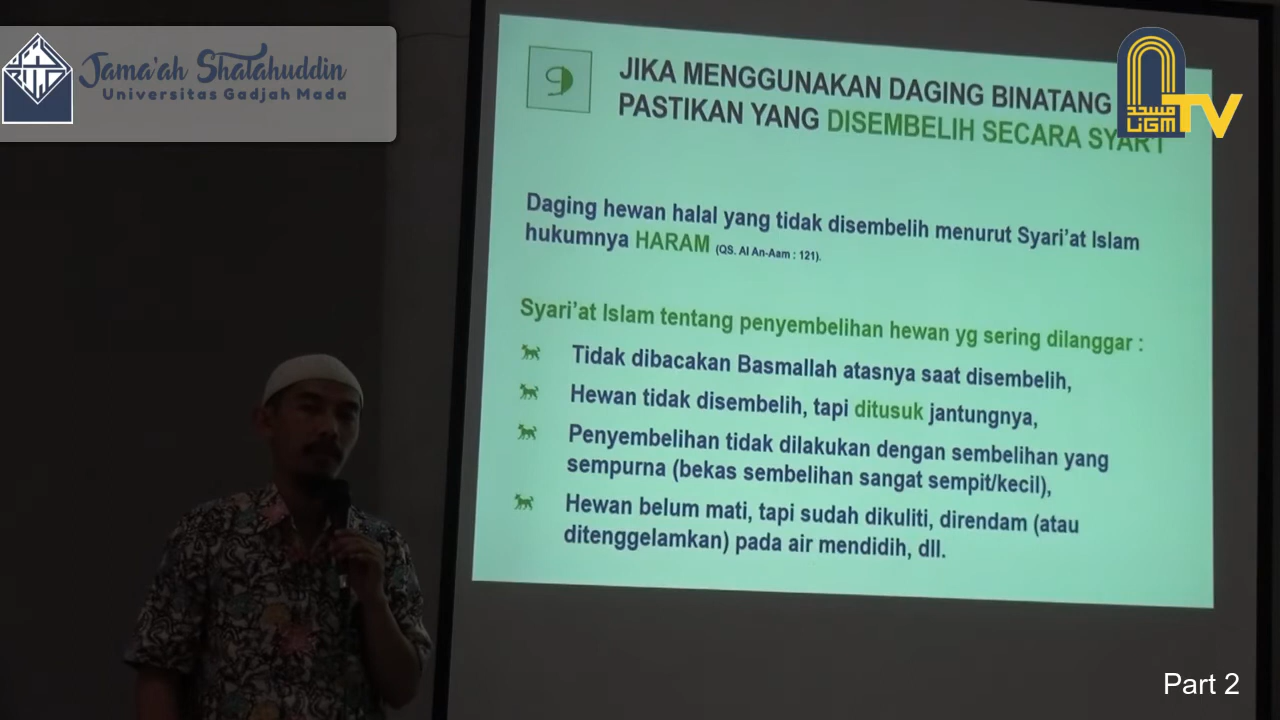 Jama'ah Shalahuddin
Universitas Gadjah Mada
JIKA MENGGUNAKAN DAGING BINATANG
PASTIKAN YANG DISEMBELIH SECARA SYAR'I
مسجد
UGM
TV
Daging hewan halal yang tidak disembelih menurut Syari'at Islam
hukumnya HARAM (QS. Al An-Aam : 121).
Syari'at Islam tentang penyembelihan hewan yg sering dilanggar :
Tidak dibacakan Basmallah atasnya saat disembelih,
Hewan tidak disembelih, tapi ditusuk jantungnya,
Penyembelihan tidak dilakukan dengan sembelihan yang
sempurna (bekas sembelihan sangat sempit/kecil),
Hewan belum mati, tapi sudah dikuliti, direndam (atau
ditenggelamkan) pada air mendidih, dll.
Part 2